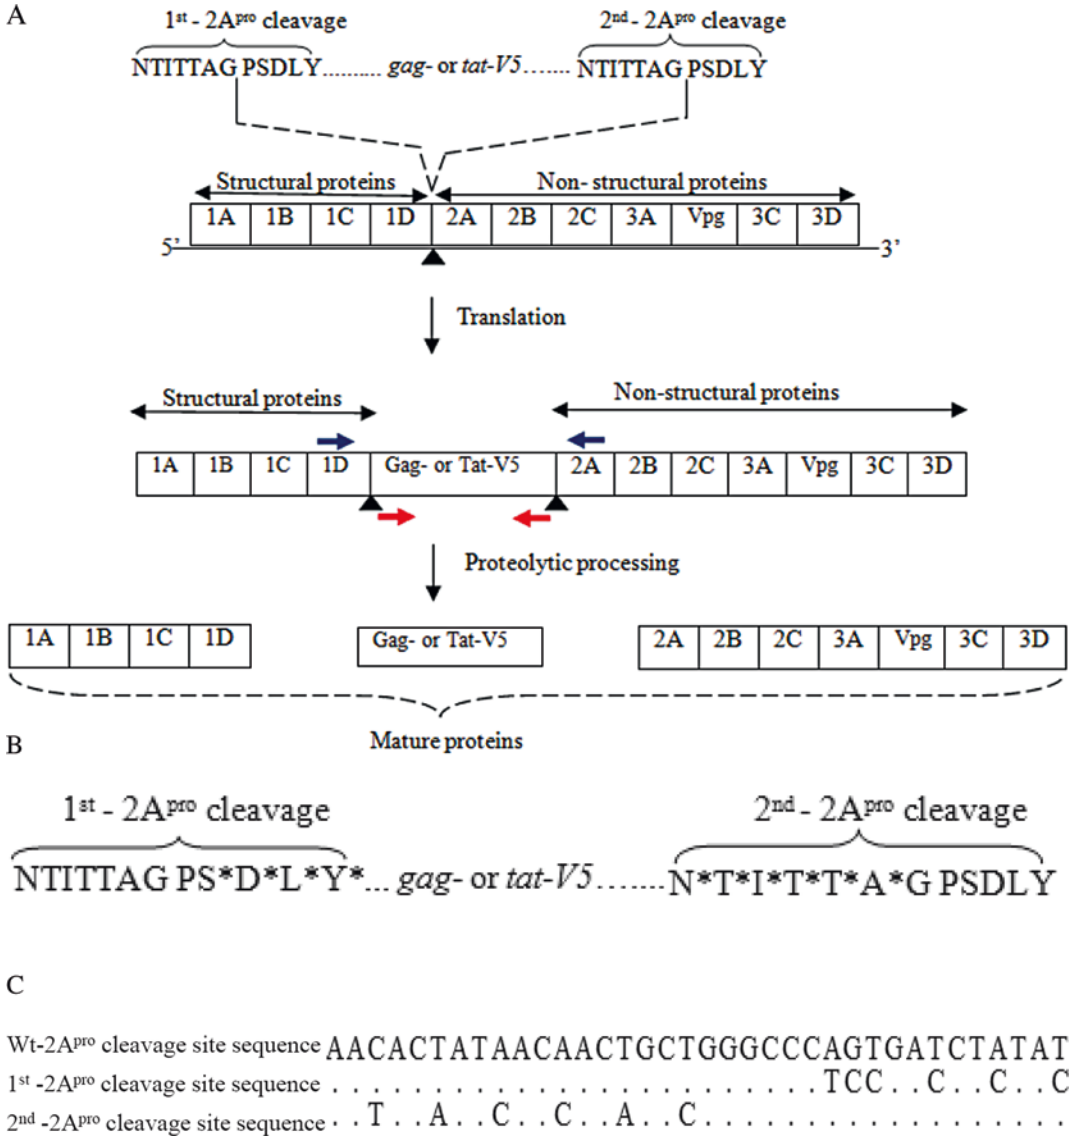 A
1st - 2Apro cleavage
2nd - 2Apro cleavage
NTITTAG PSDLY.......... gag- or tat-V5....... NTITTAG PSDLY
Structural proteins Non- structural proteins
1A 1B 1C 1D 2A 2B 2C 3A Vpg 3C 3D
5' 3'
Translation
Structural proteins Non-structural proteins
1A 1B 1C 1D Gag- or Tat-V5 2A 2B 2C 3A Vpg 3C 3D
Proteolytic processing
1A 1B 1C 1D Gag- or Tat-V5 2A 2B 2C 3A Vpg 3C 3D
Mature proteins
B
1st - 2Apro cleavage
2nd - 2Apro cleavage
NTITTAG PS*D*L*Y*... gag- or tat-V5....... N*T*I*T*T*A*G PSDLY
C
Wt-2Apro cleavage site sequence AACACTATAACAACTGCTGGGCCCAGTGATCTATAT
1st -2Apro cleavage site sequence ........................TCC..C..C..C
2nd -2Apro cleavage site sequence ..T..A..C..C..A..C..................